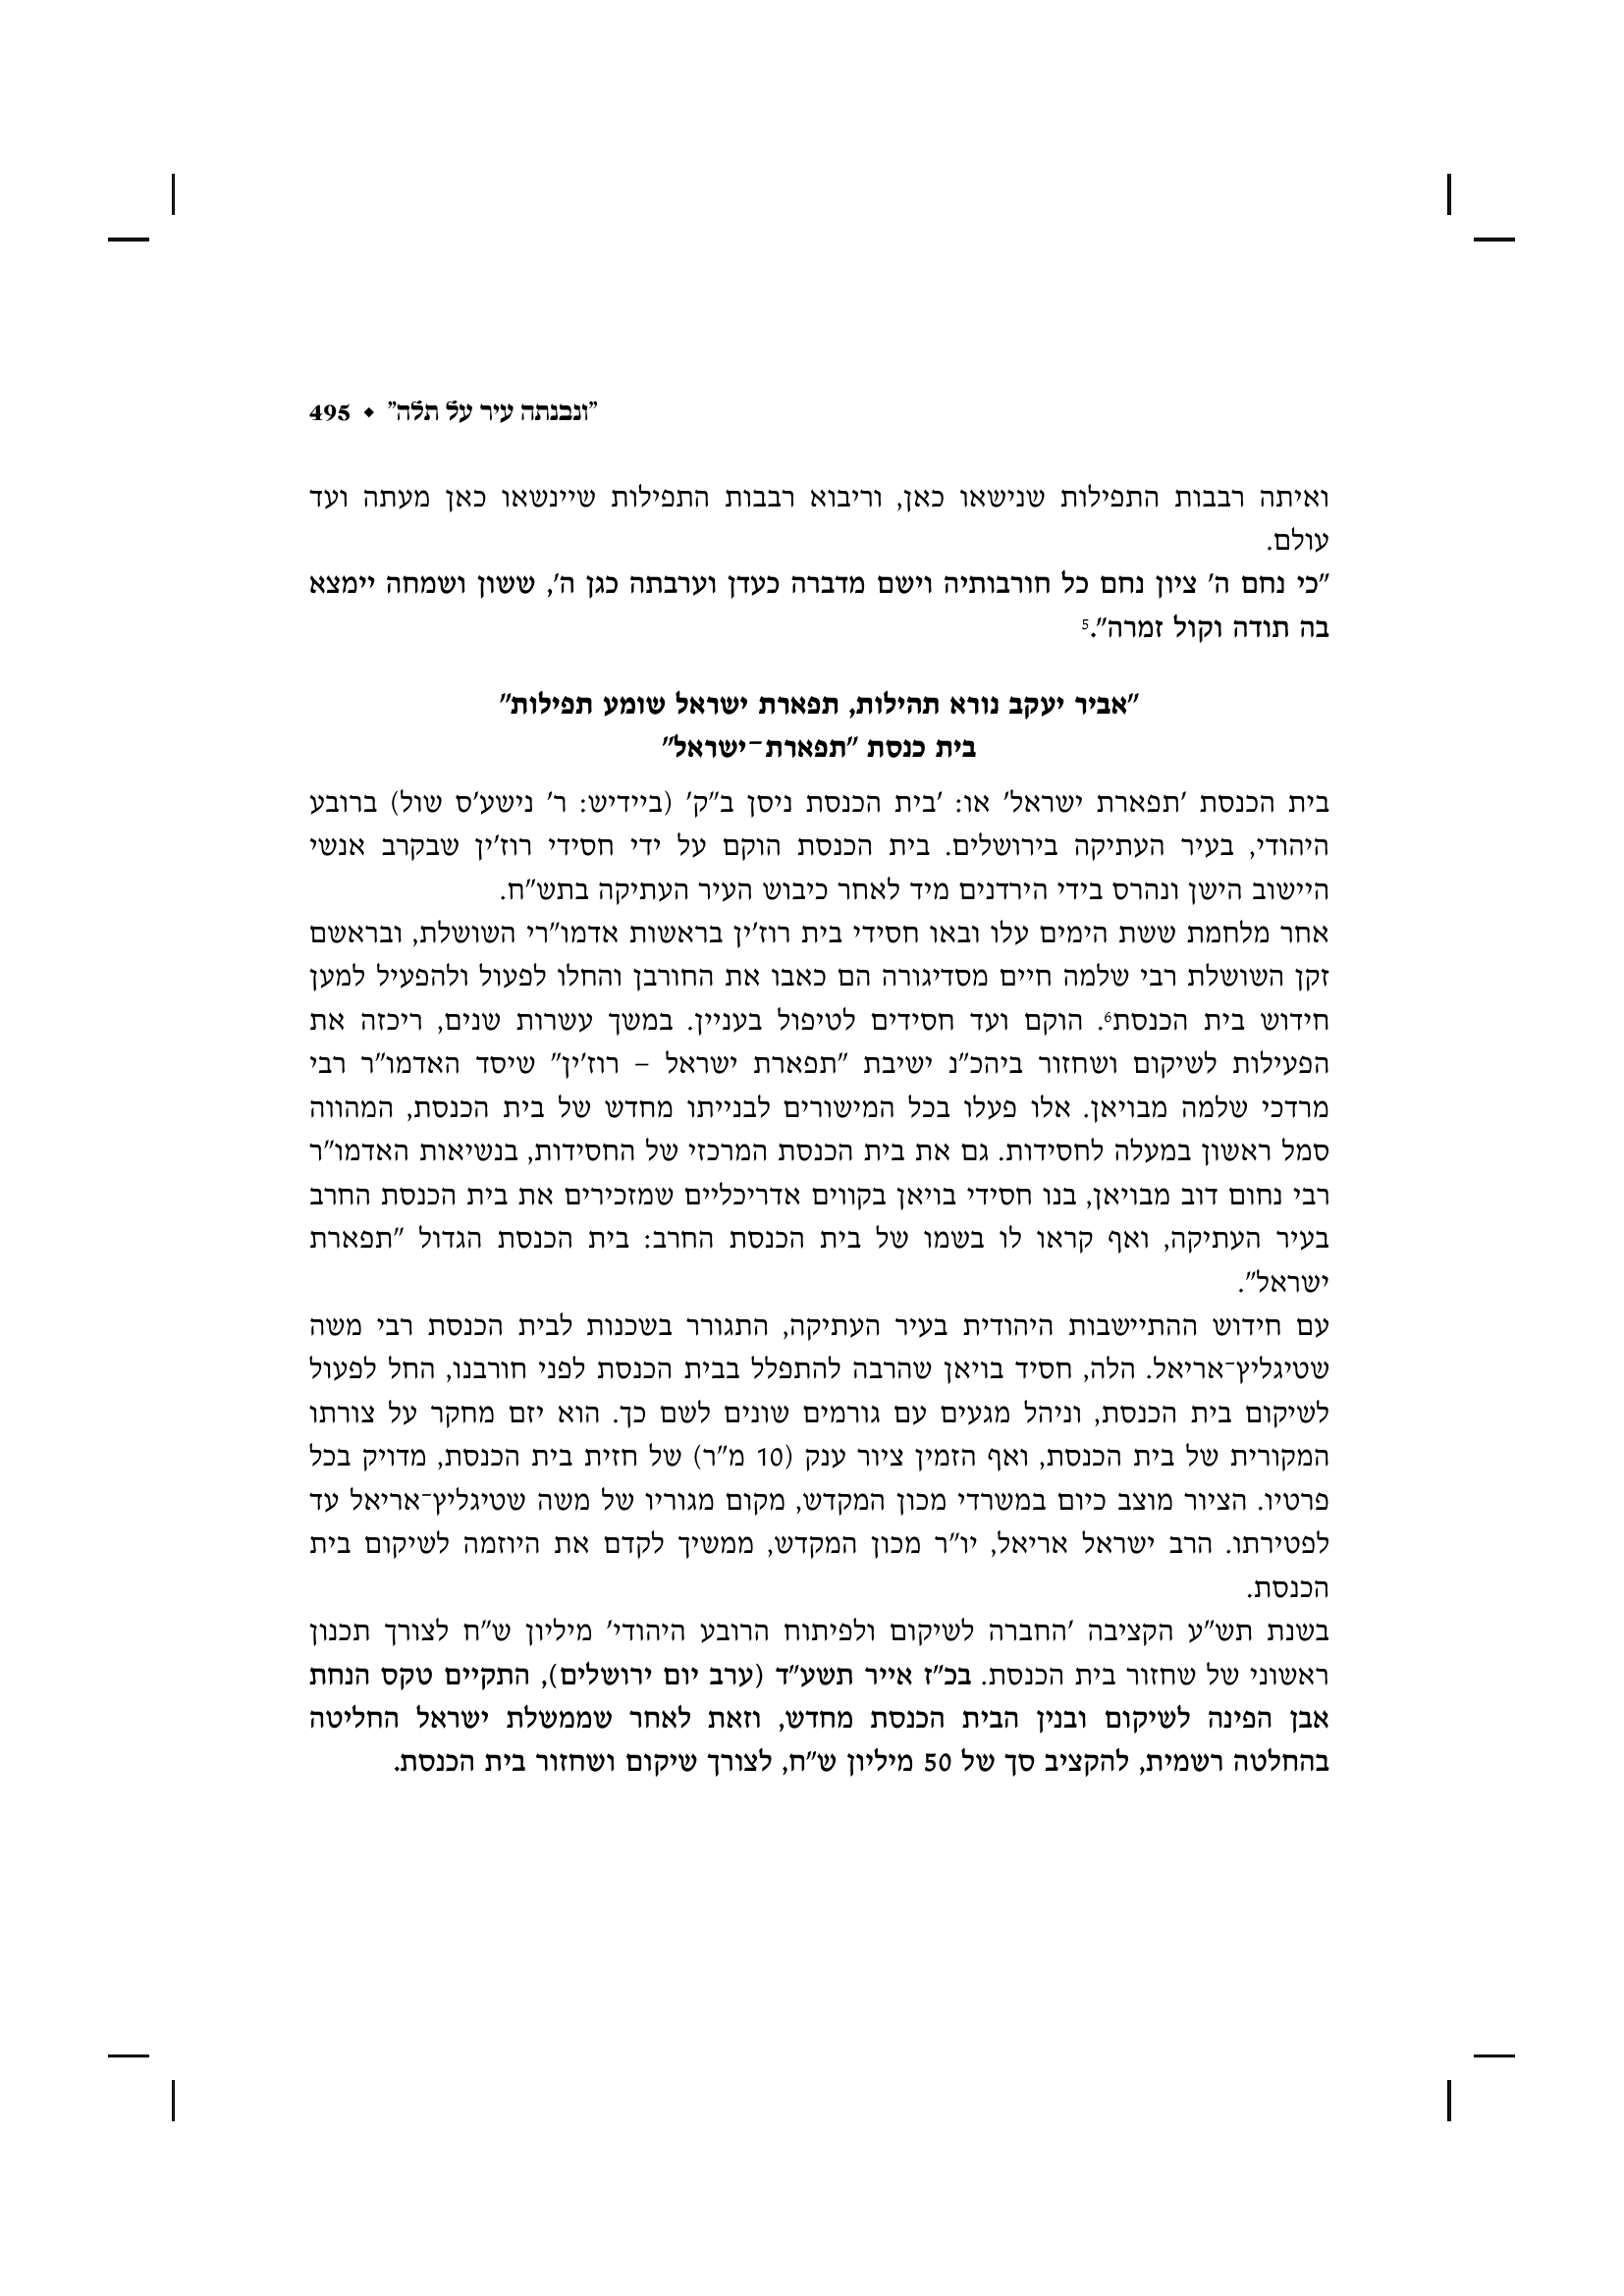 "ונבנתה עיר על תלה" ◆ 495
ואיתה רבבות התפילות שנישאו כאן, וריבוא רבבות התפילות שיינשאו כאן מעתה ועד
עולם.
"כי נחם ה' ציון נחם כל חורבותיה וישם מדברה כעדן וערבתה כגן ה', ששון ושמחה יימצא
בה תודה וקול זמרה".5
"אביר יעקב נורא תהילות, תפארת ישראל שומע תפילות"
בית כנסת "תפארת־ישראל"
בית הכנסת 'תפארת ישראל' או: 'בית הכנסת ניסן ב"ק' (ביידיש: ר' נישע'ס שול) ברובע
היהודי, בעיר העתיקה בירושלים. בית הכנסת הוקם על ידי חסידי רוז'ין שבקרב אנשי
היישוב הישן ונהרס בידי הירדנים מיד לאחר כיבוש העיר העתיקה בתש"ח.
אחר מלחמת ששת הימים עלו ובאו חסידי בית רוז'ין בראשות אדמו"רי השושלת, ובראשם
זקן השושלת רבי שלמה חיים מסדיגורה הם כאבו את החורבן והחלו לפעול ולהפעיל למען
חידוש בית הכנסת6. הוקם ועד חסידים לטיפול בעניין. במשך עשרות שנים, ריכזה את
הפעילות לשיקום ושחזור ביהכ"נ ישיבת "תפארת ישראל – רוז'ין" שיסד האדמו"ר רבי
מרדכי שלמה מבויאן. אלו פעלו בכל המישורים לבנייתו מחדש של בית הכנסת, המהווה
סמל ראשון במעלה לחסידות. גם את בית הכנסת המרכזי של החסידות, בנשיאות האדמו"ר
רבי נחום דוב מבויאן, בנו חסידי בויאן בקווים אדריכליים שמזכירים את בית הכנסת החרב
בעיר העתיקה, ואף קראו לו בשמו של בית הכנסת החרב: בית הכנסת הגדול "תפארת
ישראל".
עם חידוש ההתיישבות היהודית בעיר העתיקה, התגורר בשכנות לבית הכנסת רבי משה
שטיגליץ־אריאל. הלה, חסיד בויאן שהרבה להתפלל בבית הכנסת לפני חורבנו, החל לפעול
לשיקום בית הכנסת, וניהל מגעים עם גורמים שונים לשם כך. הוא יזם מחקר על צורתו
המקורית של בית הכנסת, ואף הזמין ציור ענק (10 מ"ר) של חזית בית הכנסת, מדויק בכל
פרטיו. הציור מוצב כיום במשרדי מכון המקדש, מקום מגוריו של משה שטיגליץ־אריאל עד
לפטירתו. הרב ישראל אריאל, יו"ר מכון המקדש, ממשיך לקדם את היוזמה לשיקום בית
הכנסת.
בשנת תש"ע הקציבה 'החברה לשיקום ולפיתוח הרובע היהודי' מיליון ש"ח לצורך תכנון
ראשוני של שחזור בית הכנסת. בכ"ז אייר תשע"ד (ערב יום ירושלים), התקיים טקס הנחת
אבן הפינה לשיקום ובנין הבית הכנסת מחדש, וזאת לאחר שממשלת ישראל החליטה
בהחלטה רשמית, להקציב סך של 50 מיליון ש"ח, לצורך שיקום ושחזור בית הכנסת.